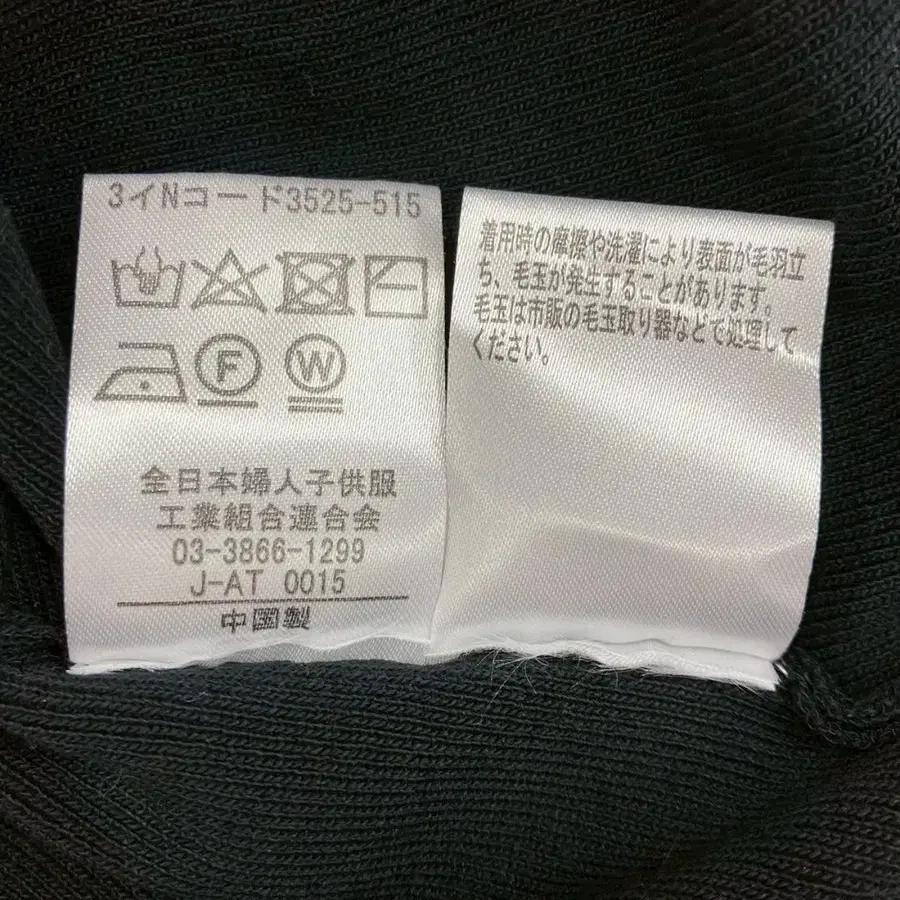 3イNコード3525-515
F
W
全日本婦人子供服
工業組合連合会
03-3866-1299
J-AT 0015
中国製
着用時の摩擦や洗濯により表面が毛羽立
ち、毛玉が発生することがあります。
毛玉は市販の毛玉取り器などで処理して
ください。